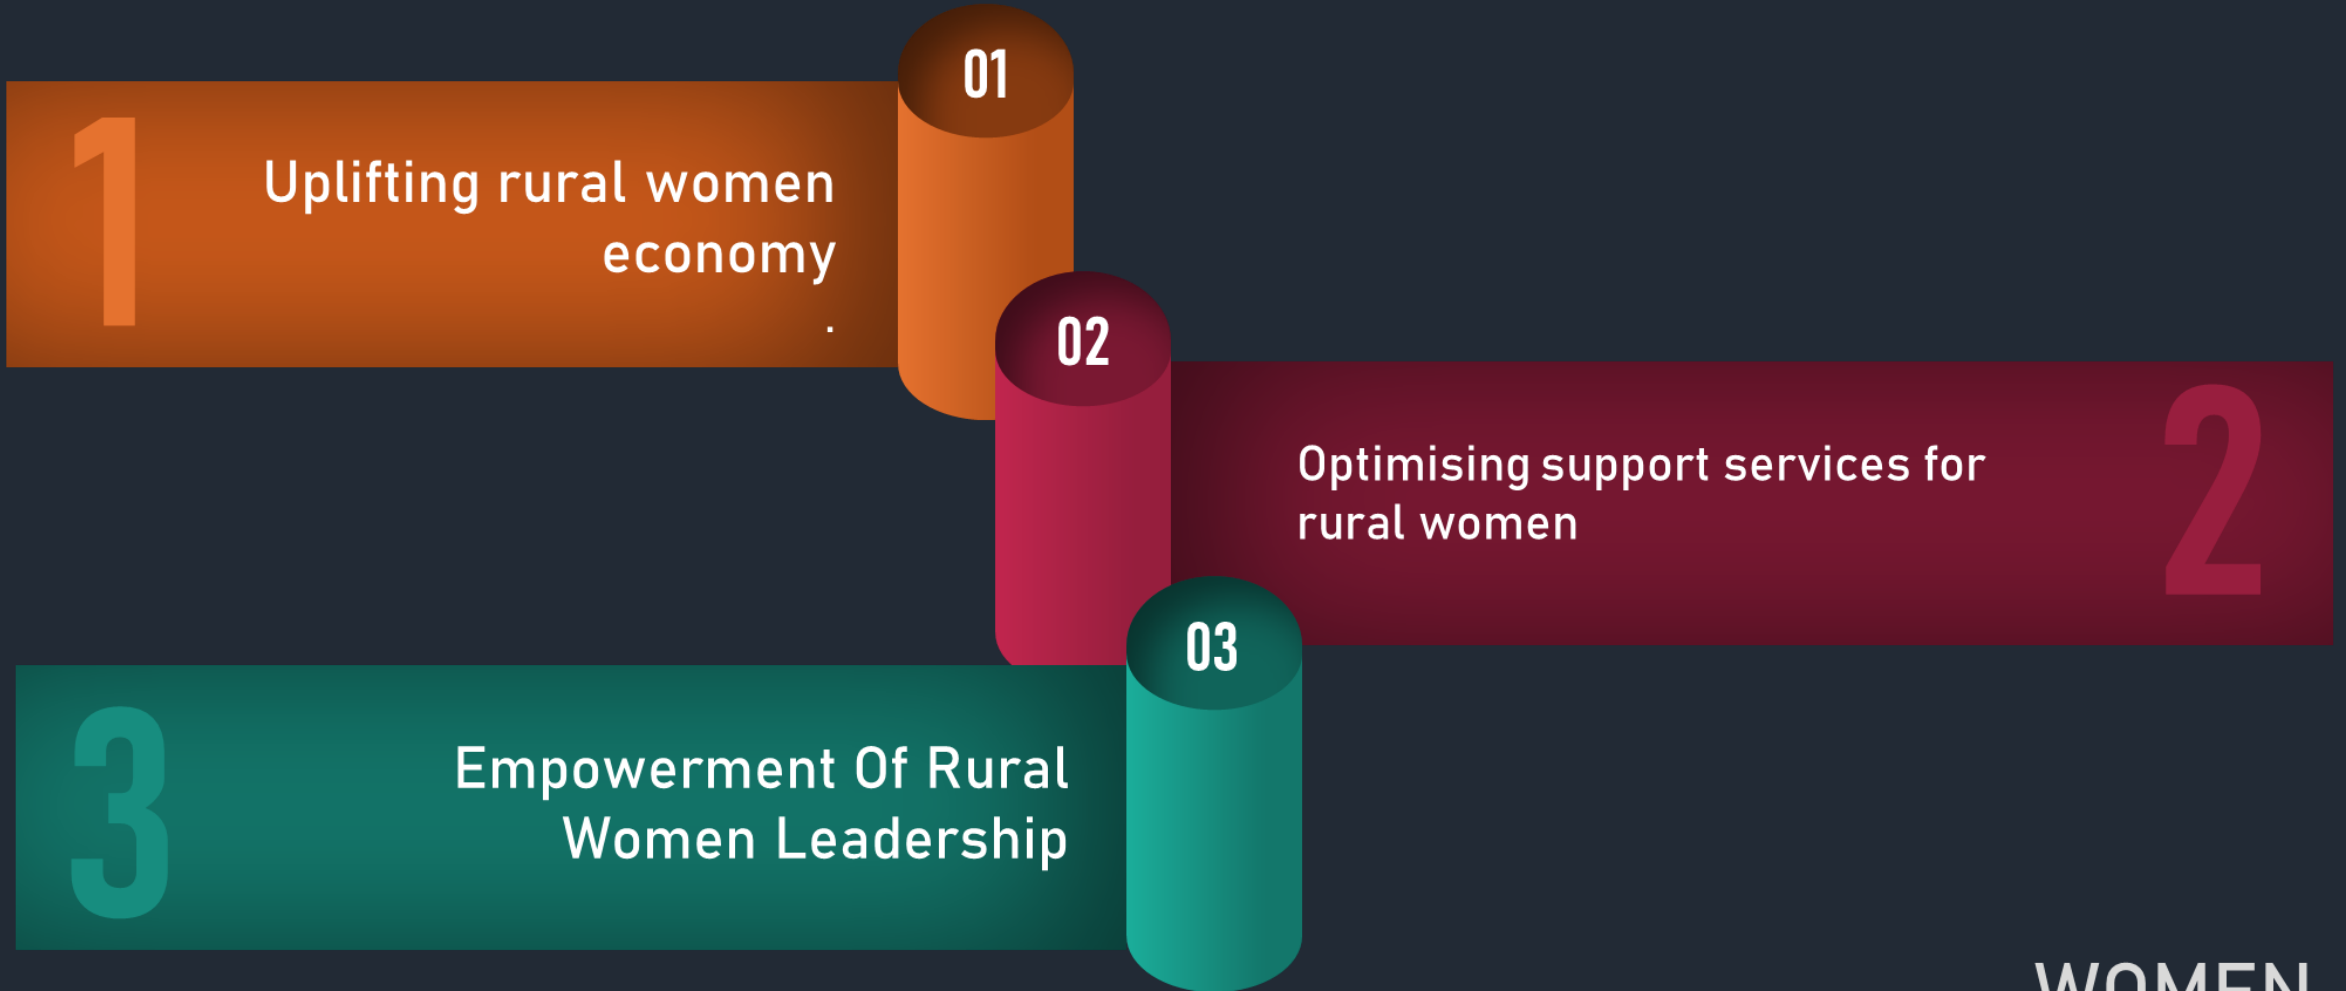 01
1
Uplifting rural women
economy
.
02
Optimising support services for
rural women
2
03
3
Empowerment Of Rural
Women Leadership
WOMEN